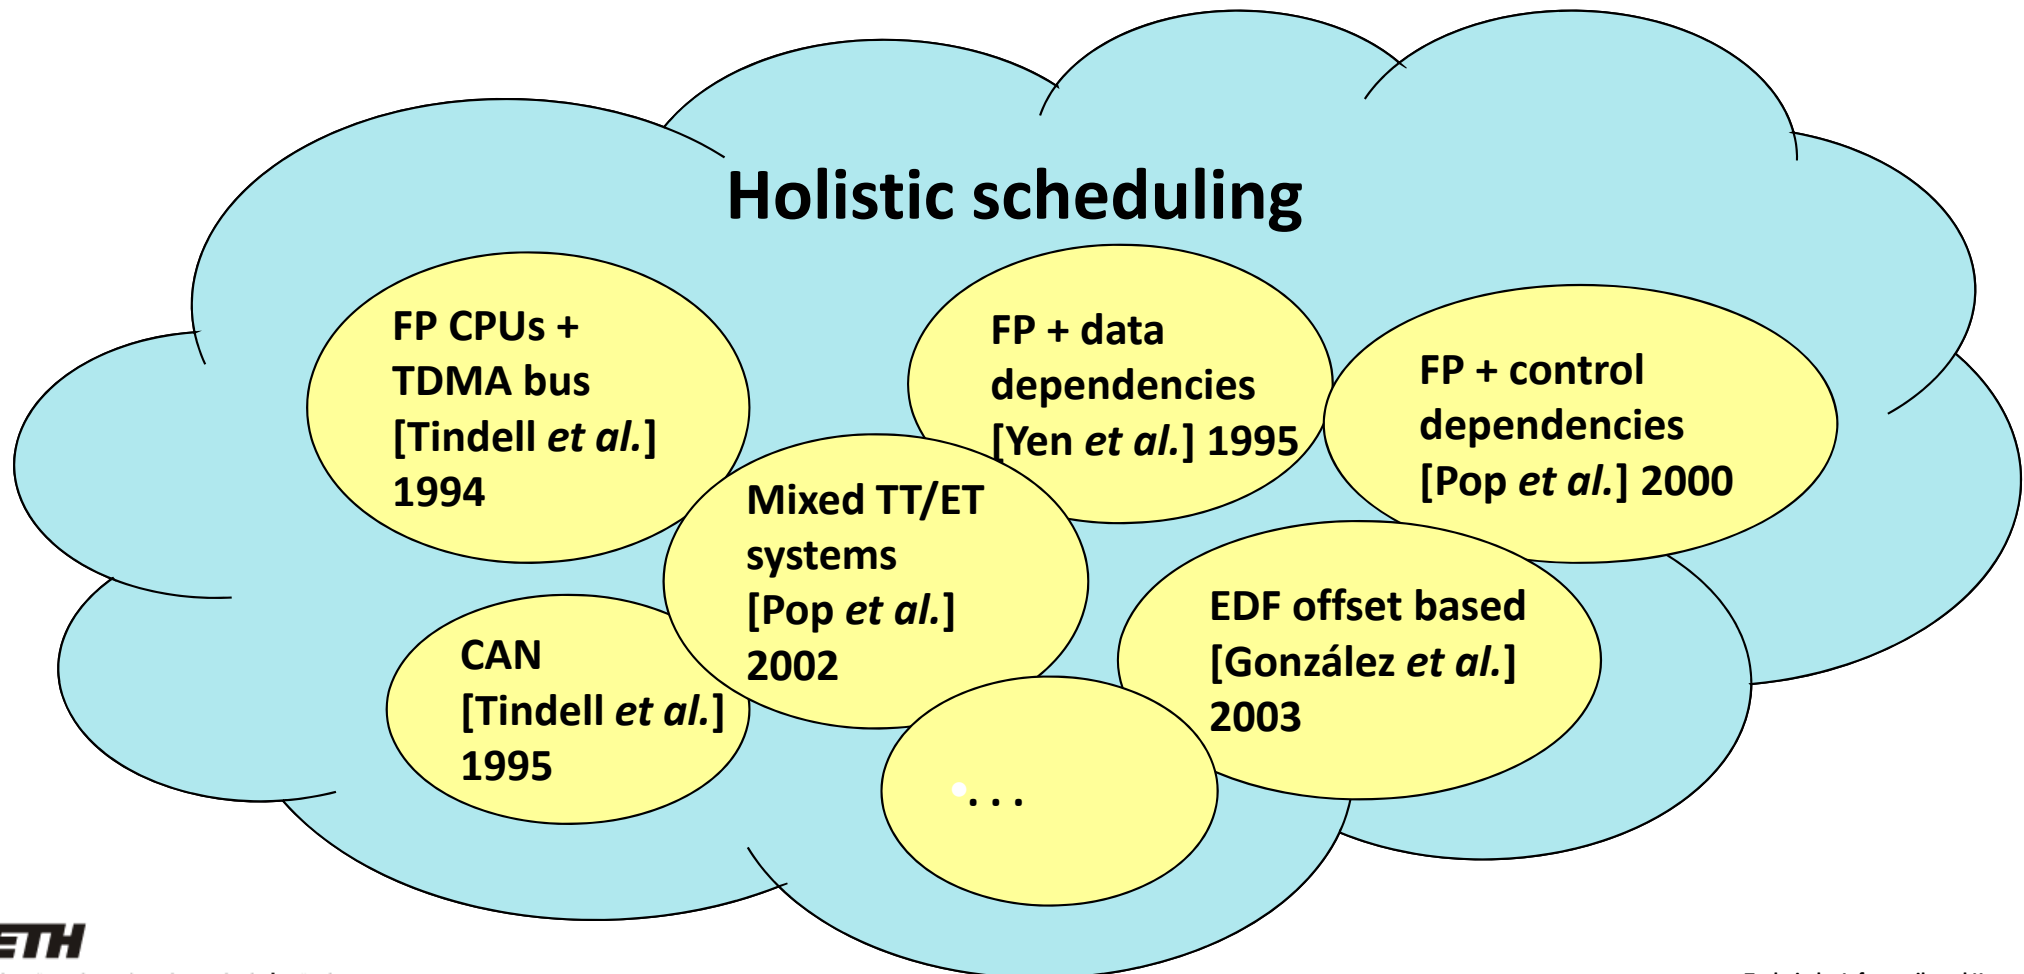 Holistic scheduling
FP CPUs +
TDMA bus
[Tindell et al.]
1994
FP + data
dependencies
[Yen et al.] 1995
FP + control
dependencies
[Pop et al.] 2000
Mixed TT/ET
systems
[Pop et al.]
2002
EDF offset based
[González et al.]
2003
CAN
[Tindell et al.]
1995
•...
ETH